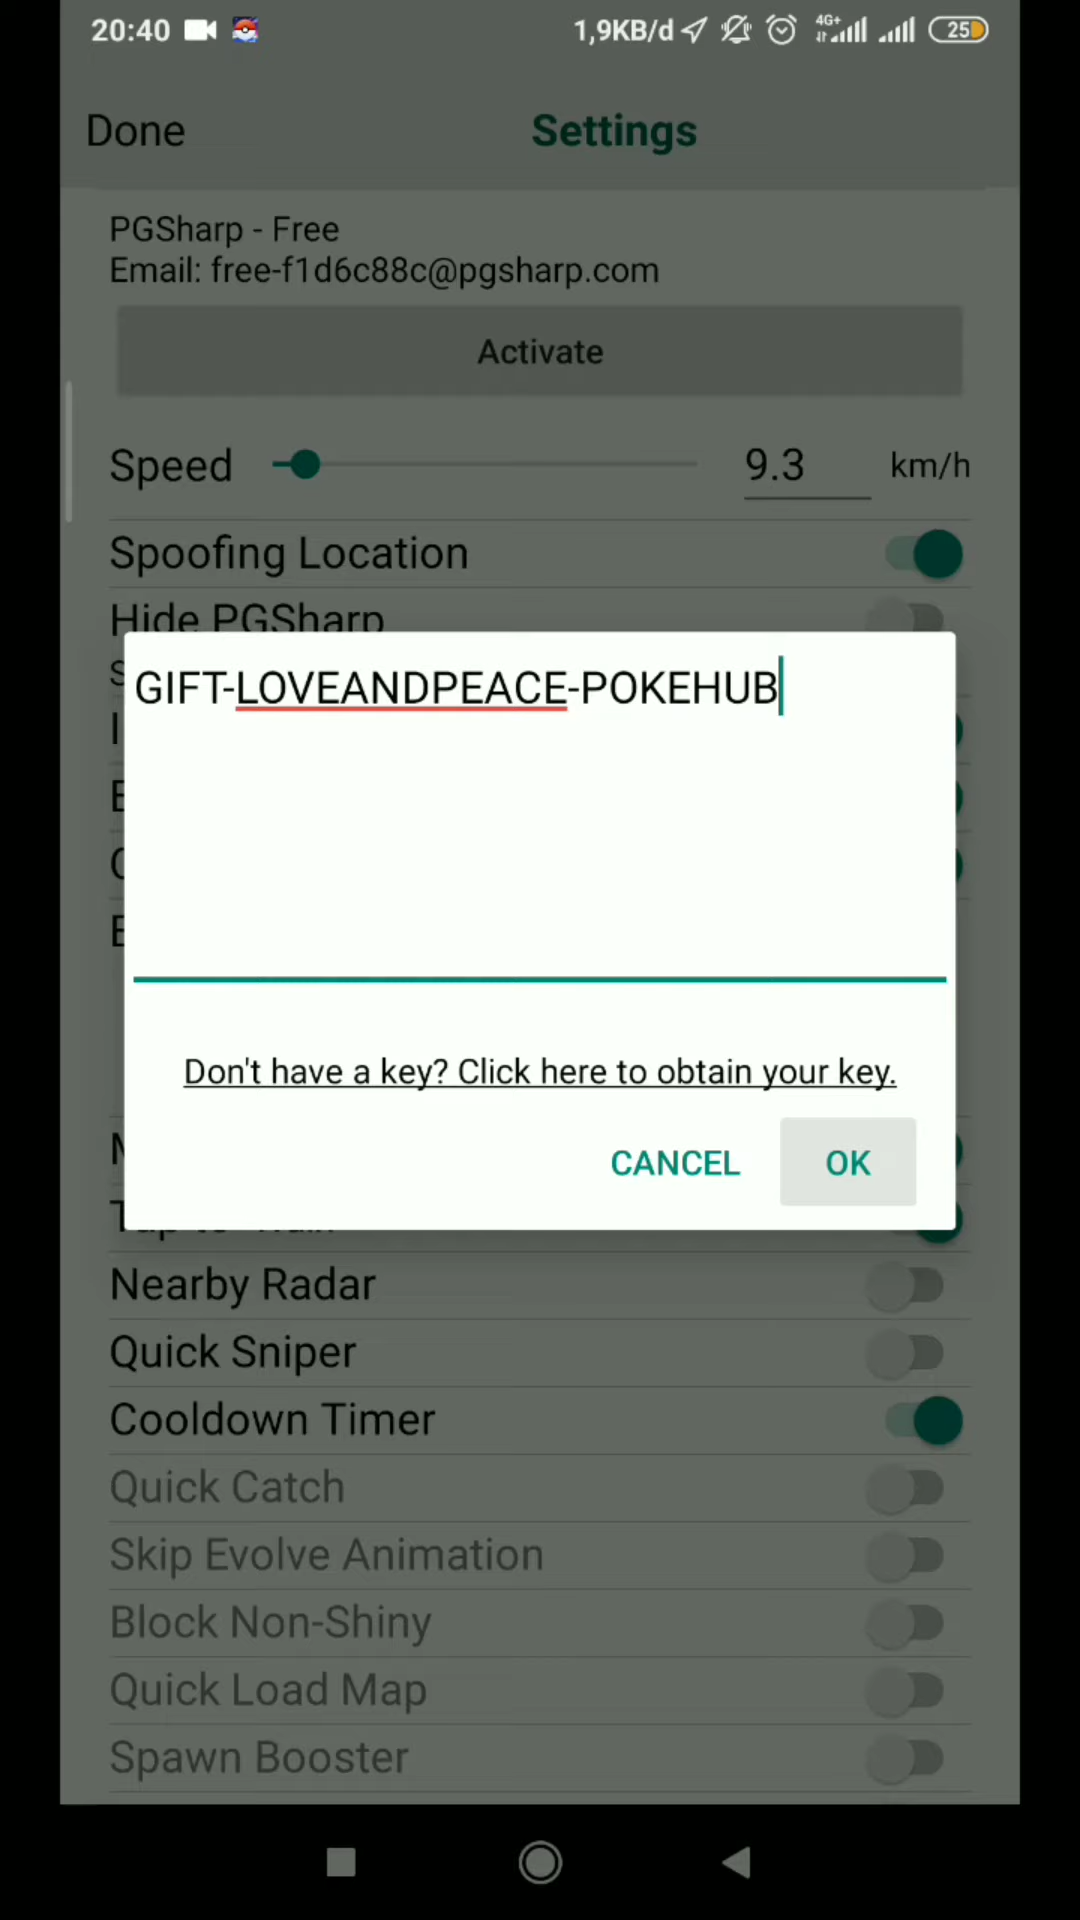 20:40 1,9KB/d 4G+ 25
Done Settings
PGSharp - Free
Email: free-f1d6c88c@pgsharp.com
Activate
Speed 9.3 km/h
Spoofing Location
Hide PGSharp
GIFT-LOVEANDPEACE-POKEHUB
Don't have a key? Click here to obtain your key.
CANCEL OK
Nearby Radar
Quick Sniper
Cooldown Timer
Quick Catch
Skip Evolve Animation
Block Non-Shiny
Quick Load Map
Spawn Booster